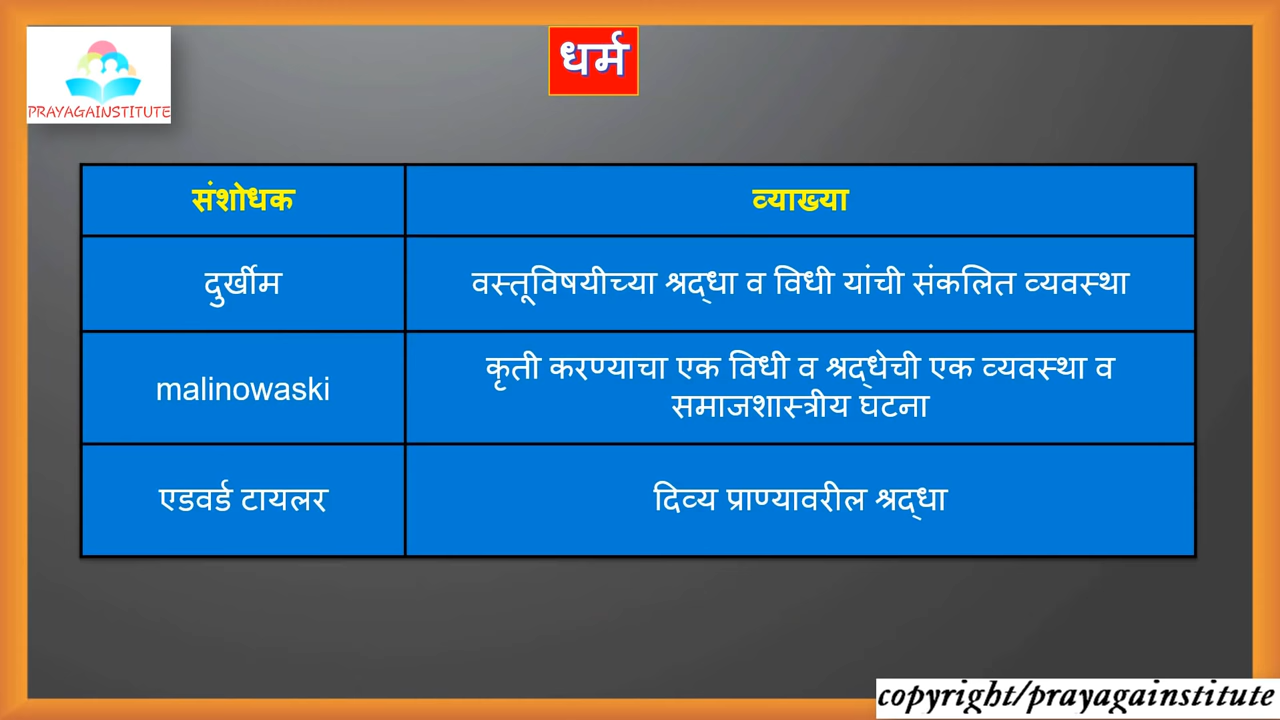 धर्म
PRAYAGAINSTITUTE
संशोधक व्याख्या
दुर्खीम वस्तूविषयीच्या श्रद्‌धा व विधी यांची संकलित व्यवस्था
malinowaski कृती करण्याचा एक विधी व श्रद्‌धेची एक व्यवस्था व
समाजशास्त्रीय घटना
एडवर्ड टायलर दिव्य प्राण्यावरील श्रद्‌धा
copyright/prayagainstitute